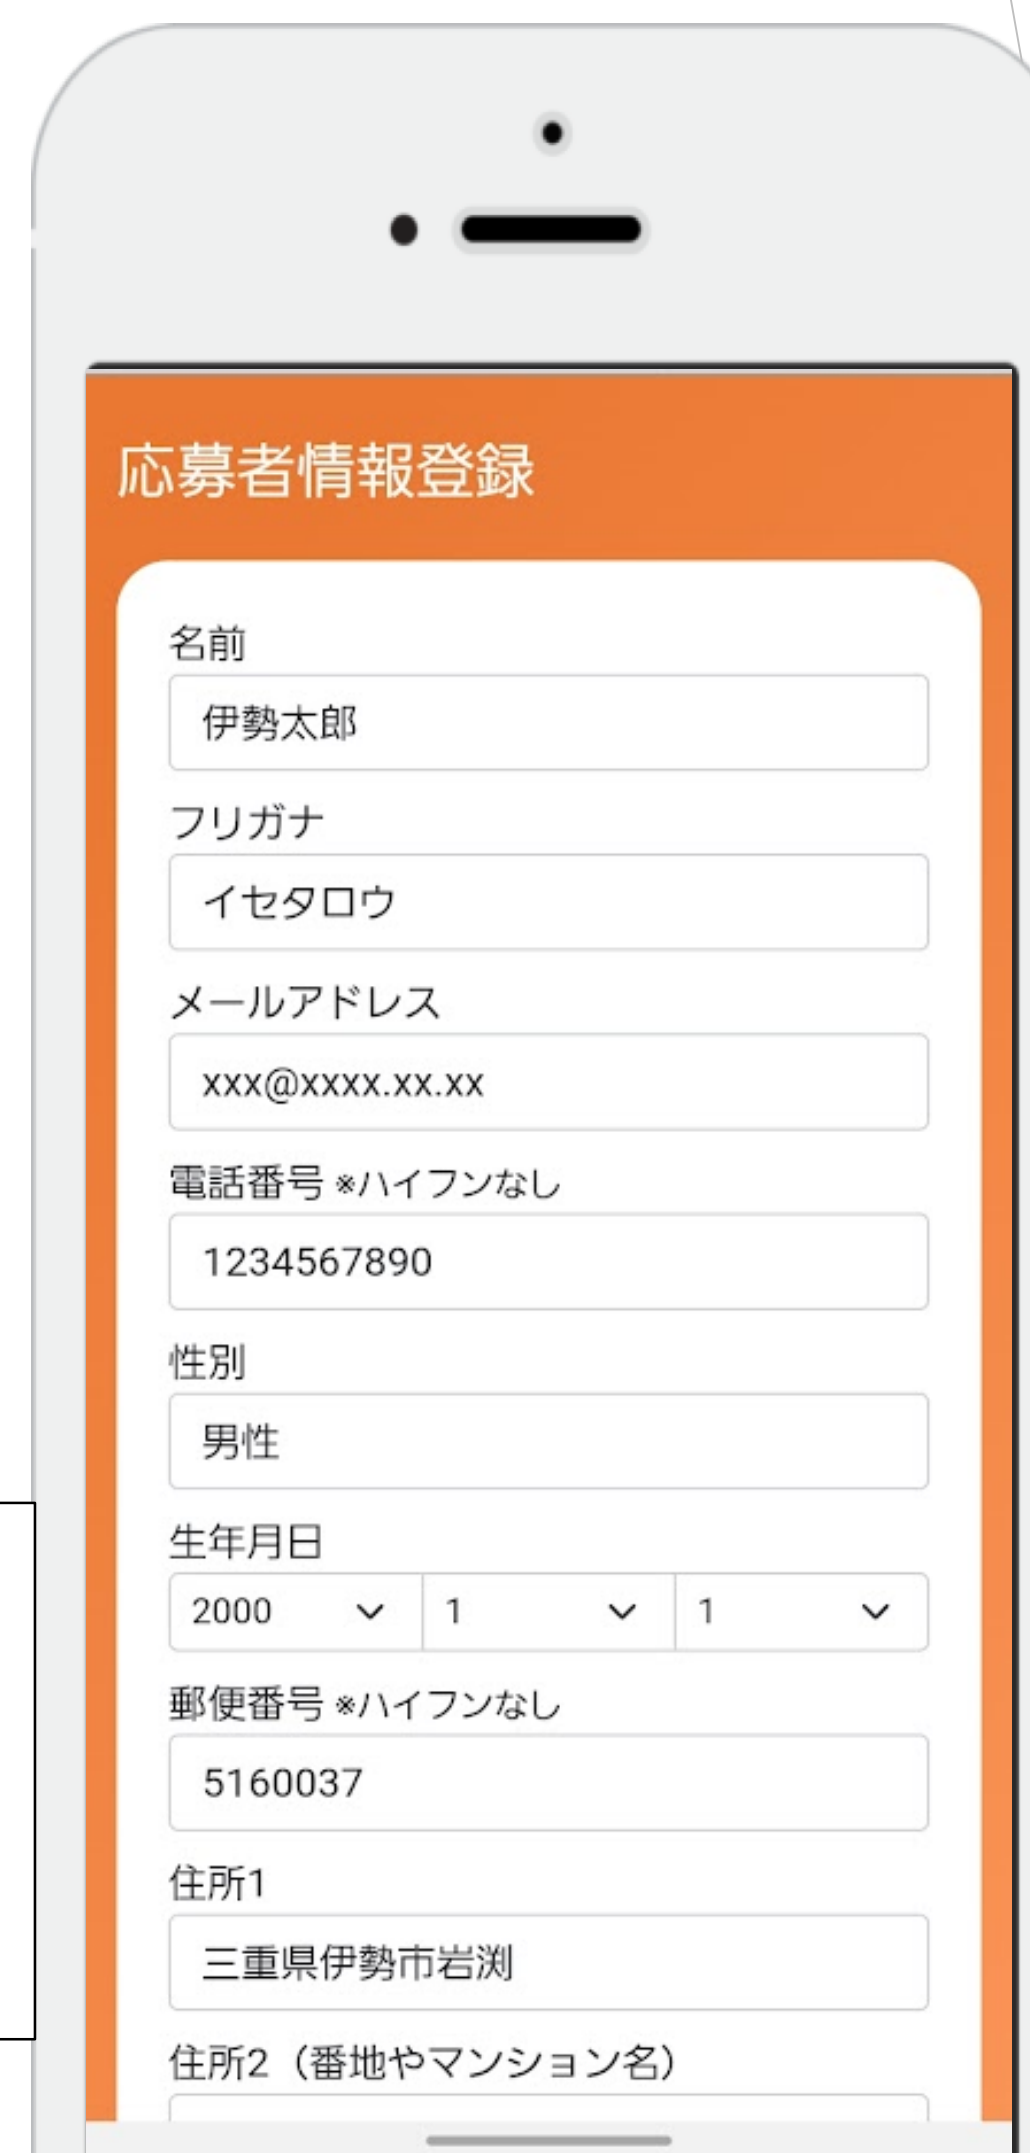 応募者情報登録
名前
伊勢太郎
フリガナ
イセタロウ
メールアドレス
xxx@xxxx.xx.xx
電話番号 ※ハイフンなし
1234567890
性別
男性
生年月日
2000 1 1
郵便番号 ※ハイフンなし
5160037
住所1
三重県伊勢市岩渕
住所2（番地やマンション名）